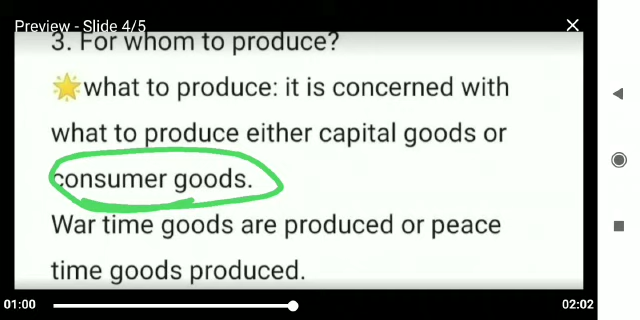 Preview - Slide 4/5
3. For whom to produce?
🌟what to produce: it is concerned with
what to produce either capital goods or
consumer goods.
War time goods are produced or peace
time goods produced.
01:00
02:02